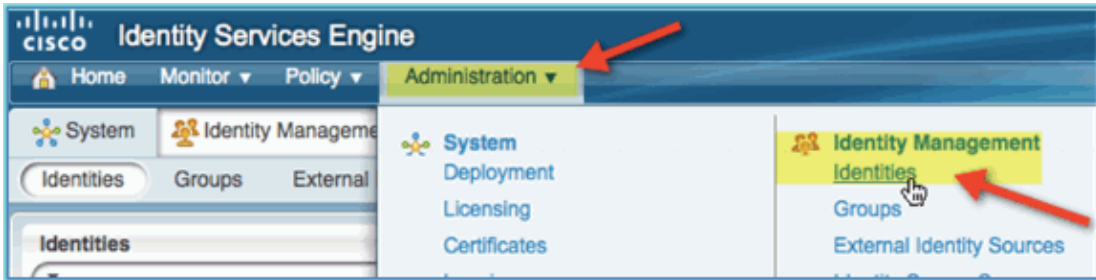 CISCO Identity Services Engine
Home Monitor Policy Administration
System Identity Manageme
Identities Groups External
Identities
System
Deployment
Licensing
Certificates
Identity Management
Identities
Groups
External Identity Sources